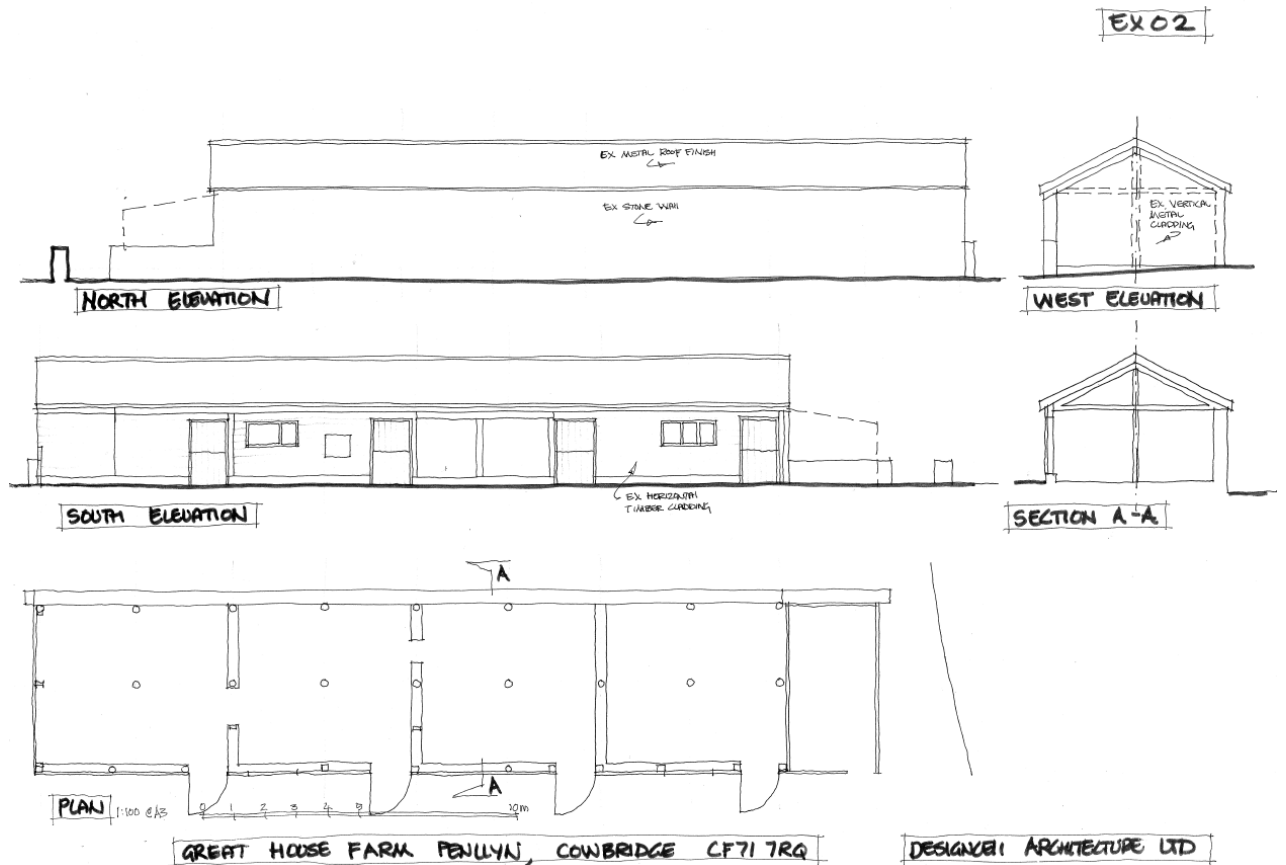 EX 02
EX METAL ROOF FINISH
EX STONE WALL
EX VERTICAL
METAL
CLADDING
NORTH ELEVATION
WEST ELEVATION
EX HORIZONTAL
TIMBER CLADDING
SOUTH ELEVATION
SECTION A-A
A
A
PLAN 1:100 @A3
0 1 2 3 4 5 10m
GREAT HOUSE FARM PENLLYN, COWBRIDGE CF71 7RQ
ARCHITECTURE LTD